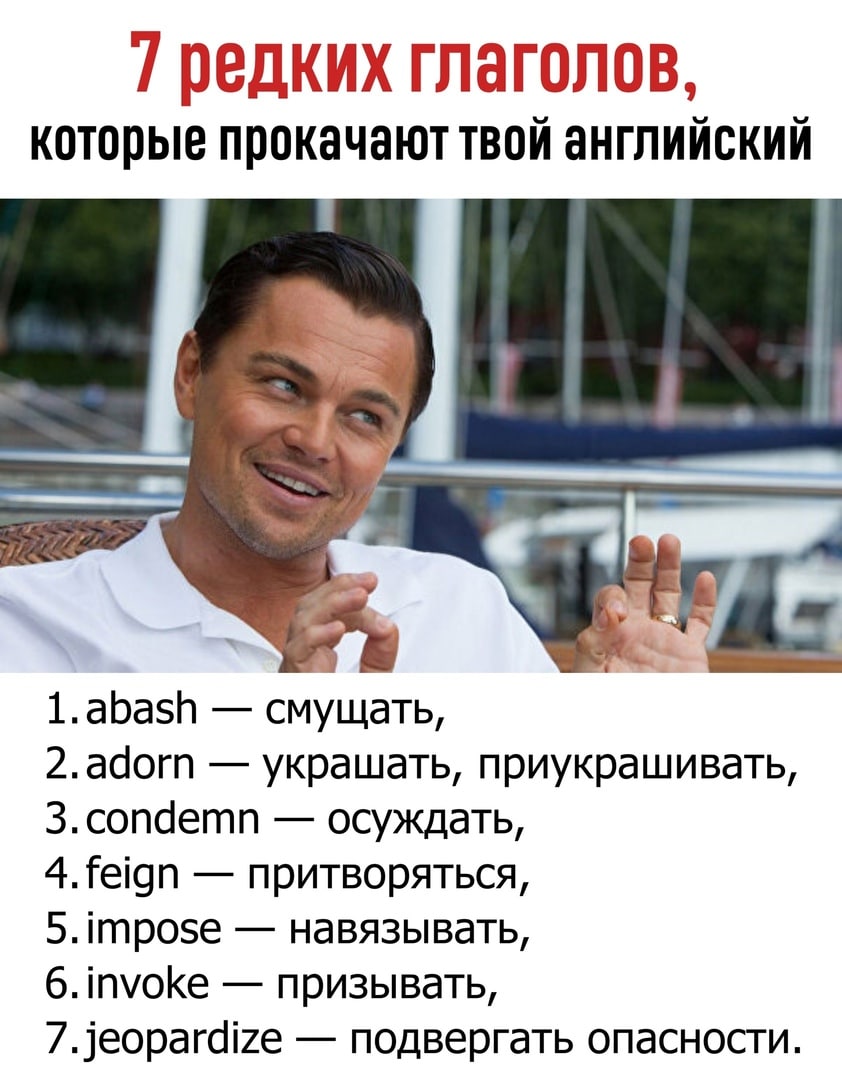 7 редких глаголов,
которые прокачают твой английский
1. abash — смущать,
2. adorn — украшать, приукрашивать,
3. condemn — осуждать,
4. feign — притворяться,
5. impose — навязывать,
6. invoke — призывать,
7. jeopardize — подвергать опасности.